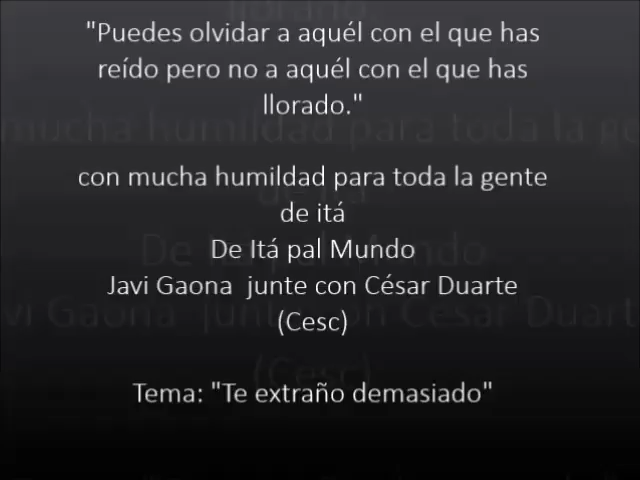 "Puedes olvidar a aquél con el que has
reído pero no a aquél con el que has
llorado."
con mucha humildad para toda la gente
de itá
De Itá pal Mundo
Javi Gaona  junte con César Duarte
(Cesc)
Tema: "Te extraño demasiado"